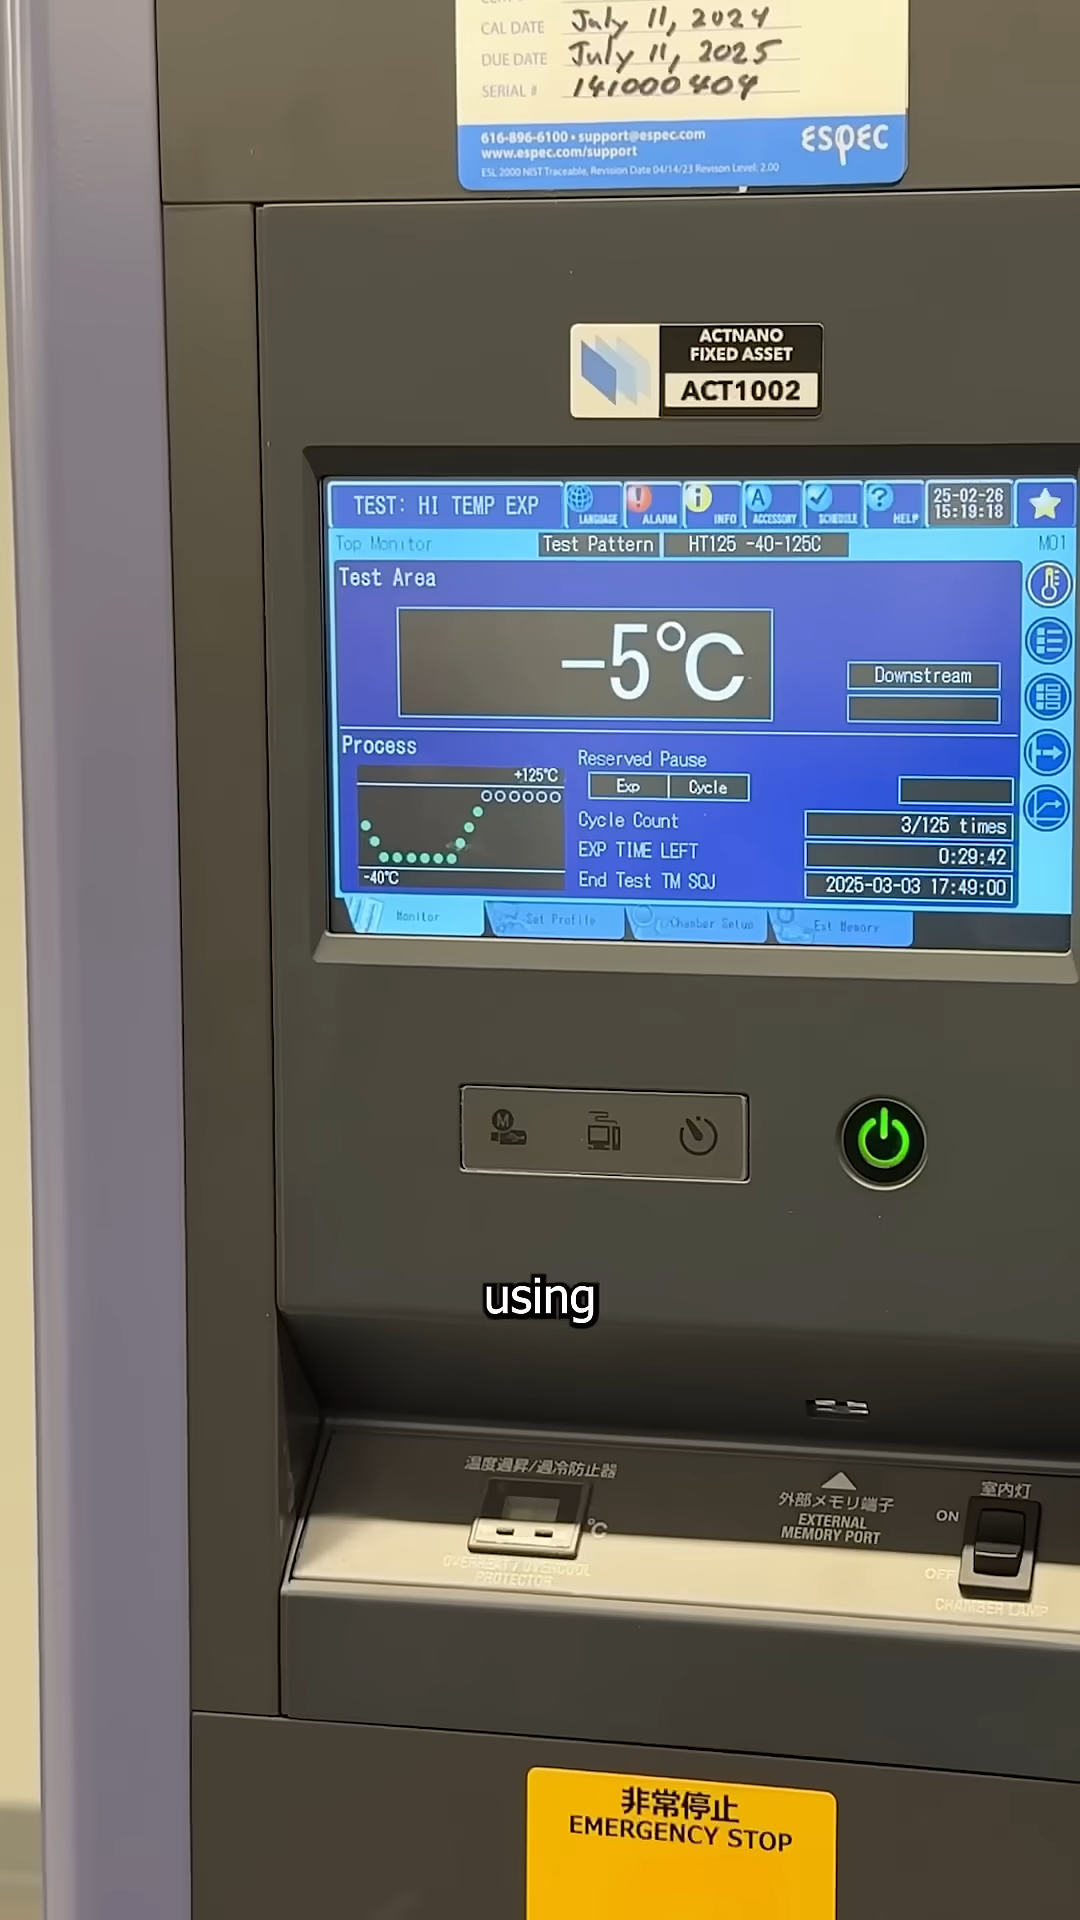 CAL DATE July 11, 2024
DUE DATE July 11, 2025
SERIAL # 141000404
616-896-6100 • support@espec.com
www.espec.com/support
ESL 2000 NIST Traceable, Revision Date 04/14/23 Revison Level: 2.00
ESPEC
ACTNANO
FIXED ASSET
ACT1002
TEST: HI TEMP EXP
LANGUAGE
ALARM
INFO
ACCESSORY
SCHEDULE
HELP
25-02-26
15:19:18
Top Monitor
Test Pattern
HT125 -40-125C
M01
Test Area
-5°C
Downstream
Process
+125°C
-40°C
Reserved Pause
Exp
Cycle
Cycle Count
3/125 times
EXP TIME LEFT
0:29:42
End Test TM SQJ
2025-03-03 17:49:00
Monitor
Set Profile
Chamber Setup
Ext Memory
using
温度過昇/過冷防止器
°C
OVERHEAT / OVERCOOL
PROTECTOR
外部メモリ端子
EXTERNAL
MEMORY PORT
室内灯
ON
OFF
CHAMBER LAMP
非常停止
EMERGENCY STOP